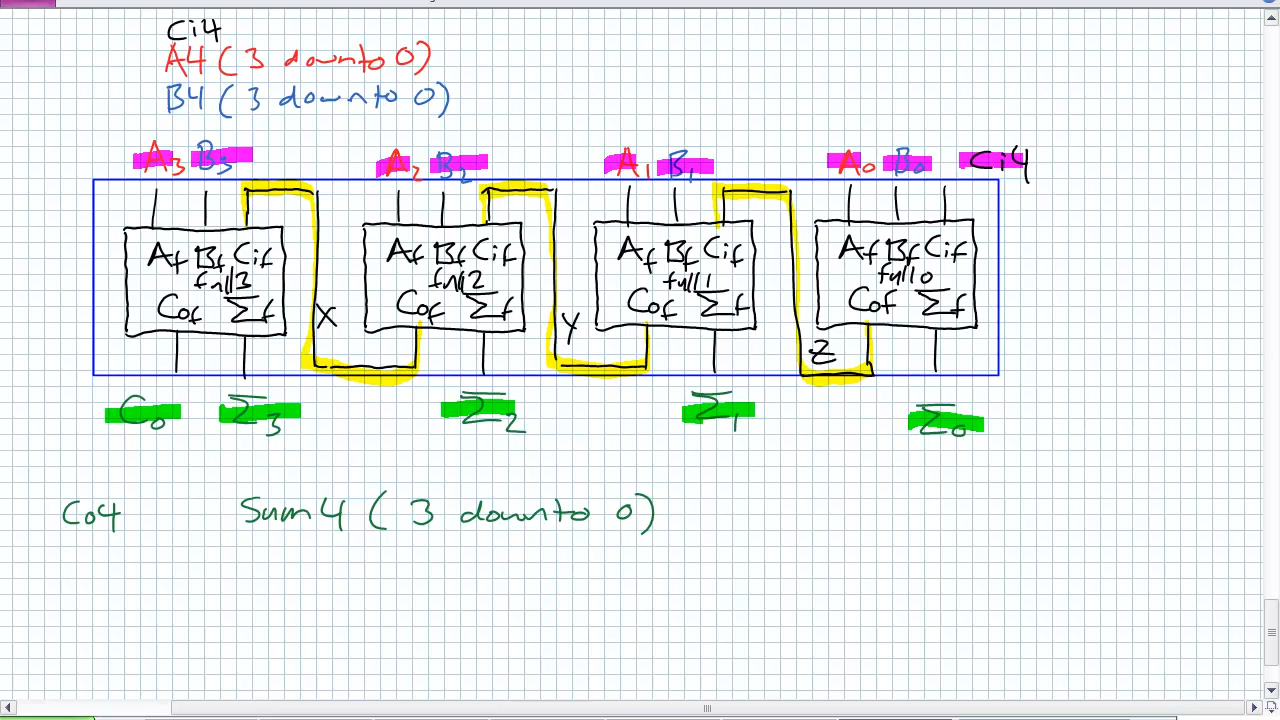 Ci4
A4 ( 3 downto 0)
B4 ( 3 downto 0)
A3 B3 A2 B2 A1 B1 A0 B0 Ci4
Af Bf Cif Af Bf Cif Af Bf Cif Af Bf Cif
full3 full2 full1 full0
Cof Σf X Cof Σf Y Cof Σf Z Cof Σf
C0 Σ3 Σ2 Σ1 Σ0
Co4 Sum4 ( 3 downto 0)